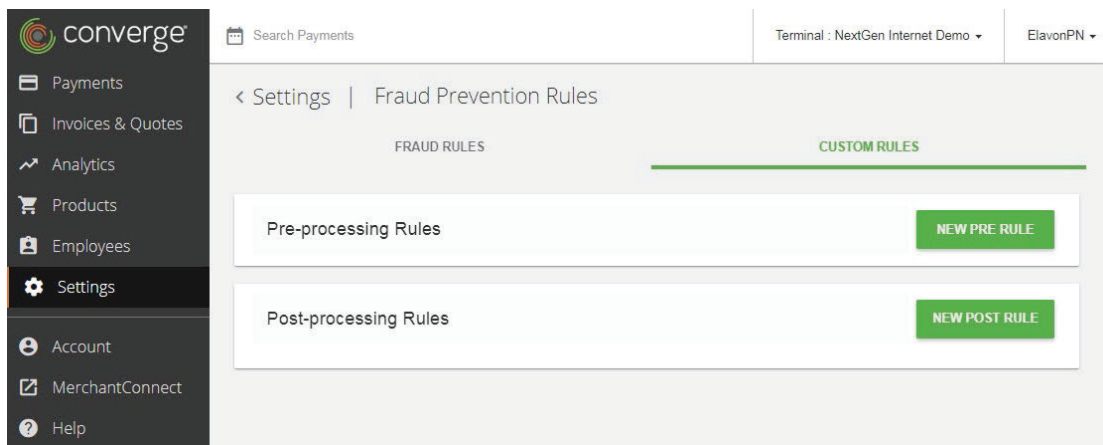 converge
Search Payments
Terminal : NextGen Internet Demo
ElavonPN
Payments
Invoices & Quotes
Analytics
Products
Employees
Settings
Account
MerchantConnect
Help
< Settings | Fraud Prevention Rules
FRAUD RULES
CUSTOM RULES
Pre-processing Rules
NEW PRE RULE
Post-processing Rules
NEW POST RULE